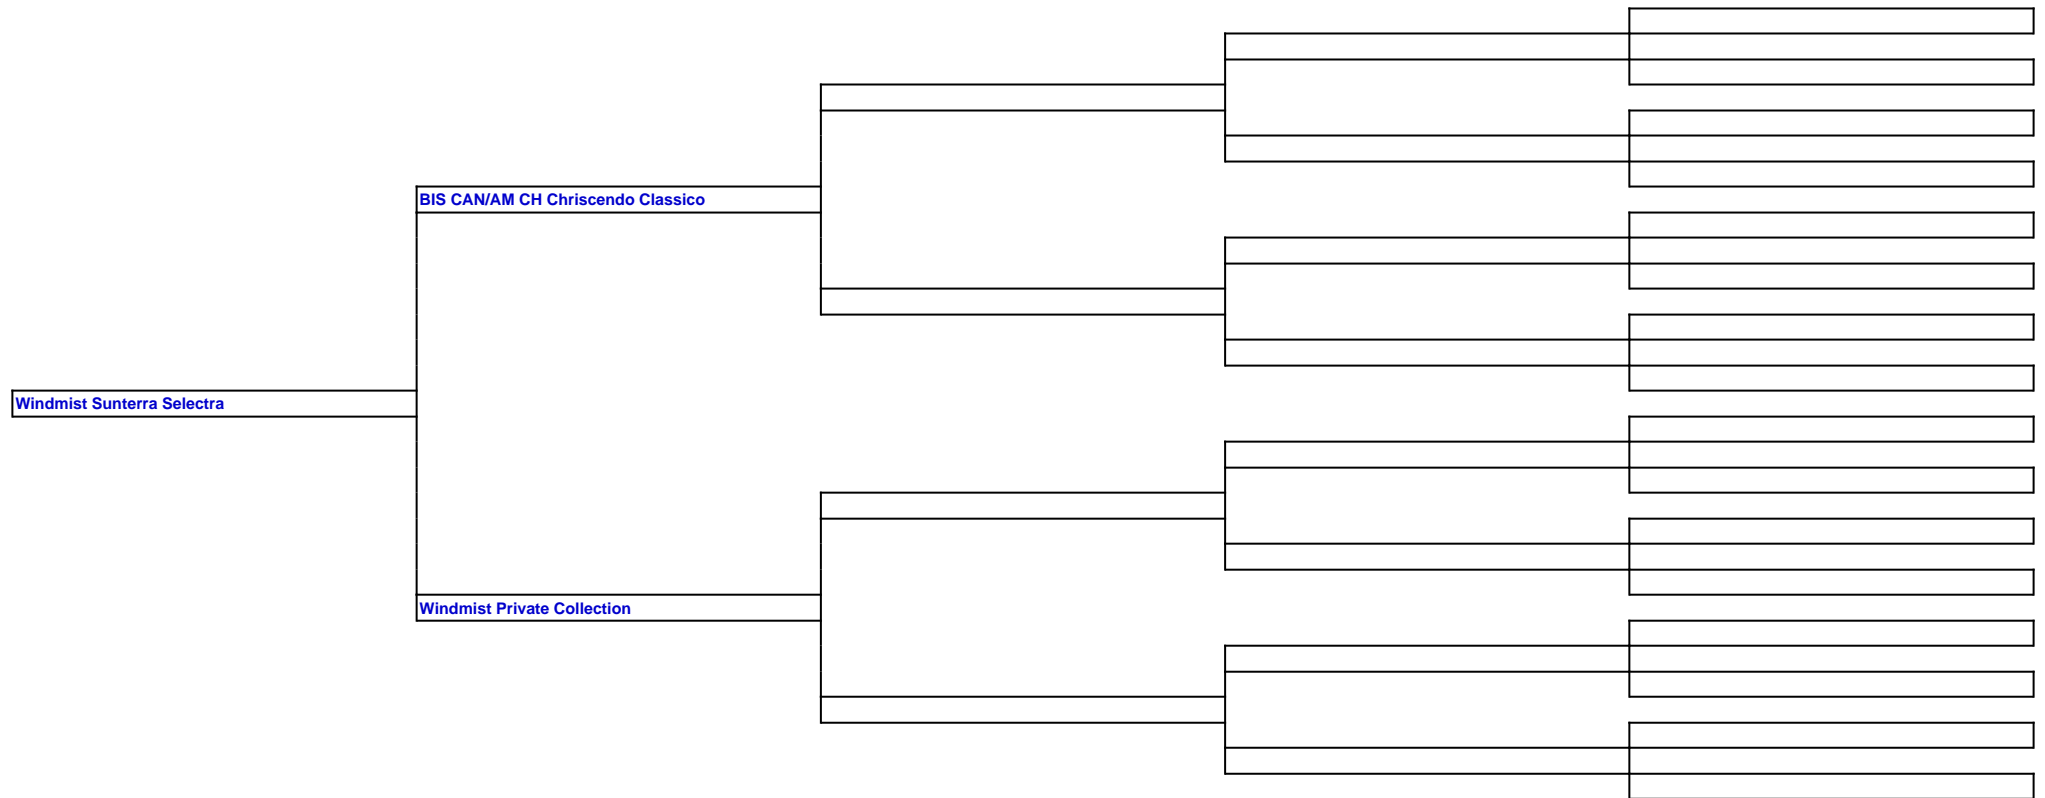 BIS CAN/AM CH Chriscendo Classico
Windmist Sunterra Selectra
Windmist Private Collection